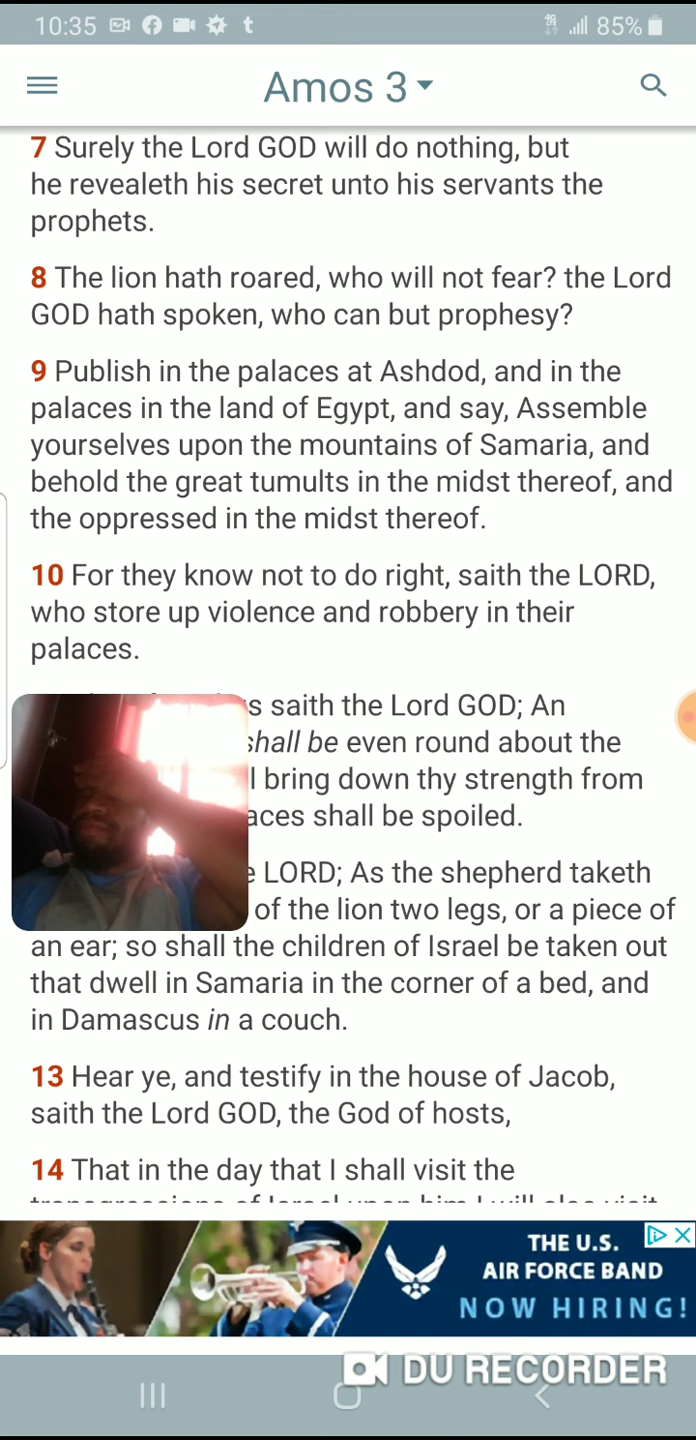 10:35
t
4G
85%
Amos 3
7 Surely the Lord GOD will do nothing, but
he revealeth his secret unto his servants the
prophets.
8 The lion hath roared, who will not fear? the Lord
GOD hath spoken, who can but prophesy?
9 Publish in the palaces at Ashdod, and in the
palaces in the land of Egypt, and say, Assemble
yourselves upon the mountains of Samaria, and
behold the great tumults in the midst thereof, and
the oppressed in the midst thereof.
10 For they know not to do right, saith the LORD,
who store up violence and robbery in their
palaces.
saith the Lord GOD; An
shall be even round about the
bring down thy strength from
shall be spoiled.
LORD; As the shepherd taketh
of the lion two legs, or a piece of
an ear; so shall the children of Israel be taken out
that dwell in Samaria in the corner of a bed, and
in Damascus in a couch.
13 Hear ye, and testify in the house of Jacob,
saith the Lord GOD, the God of hosts,
14 That in the day that I shall visit the
transgressions of Israel upon him I will also visit
THE U.S.
AIR FORCE BAND
NOW HIRING!
DU RECORDER